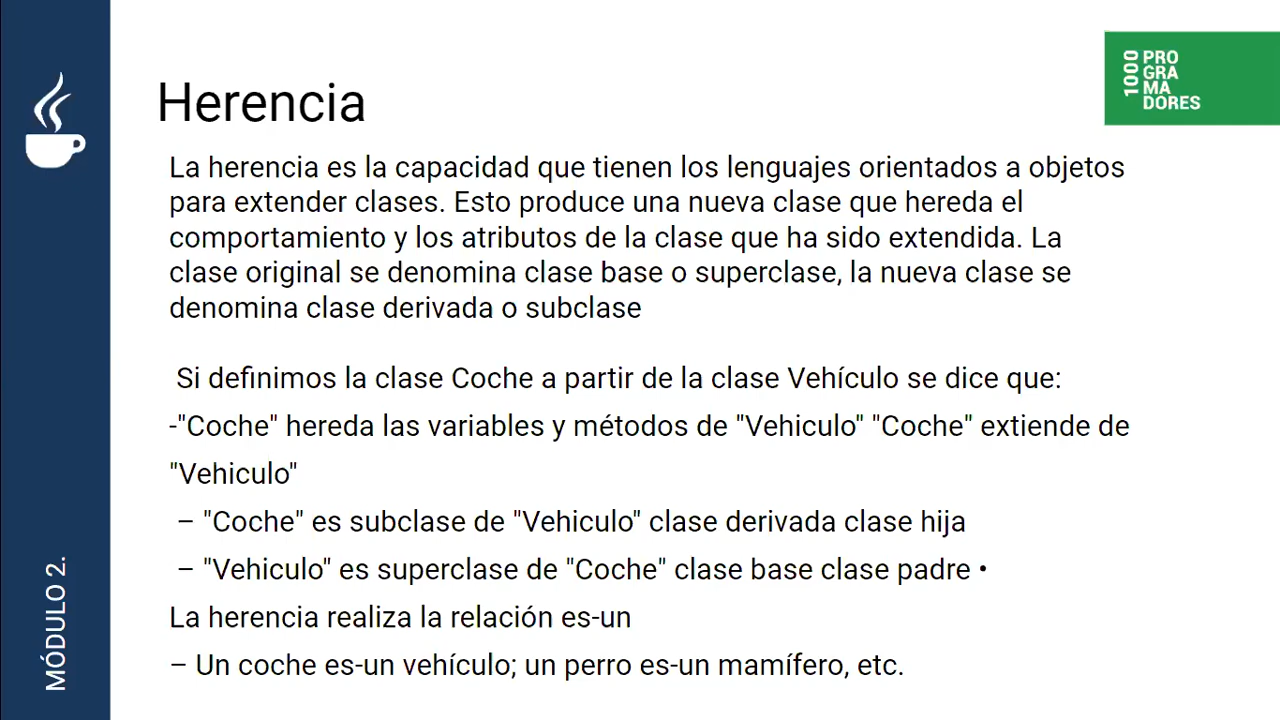 1000
PRO
GRA
MA
DORES
Herencia
La herencia es la capacidad que tienen los lenguajes orientados a objetos
para extender clases. Esto produce una nueva clase que hereda el
comportamiento y los atributos de la clase que ha sido extendida. La
clase original se denomina clase base o superclase, la nueva clase se
denomina clase derivada o subclase
Si definimos la clase Coche a partir de la clase Vehículo se dice que:
-"Coche" hereda las variables y métodos de "Vehiculo" "Coche" extiende de
"Vehiculo"
– "Coche" es subclase de "Vehiculo" clase derivada clase hija
– "Vehiculo" es superclase de "Coche" clase base clase padre •
La herencia realiza la relación es-un
– Un coche es-un vehículo; un perro es-un mamífero, etc.
MÓDULO 2.